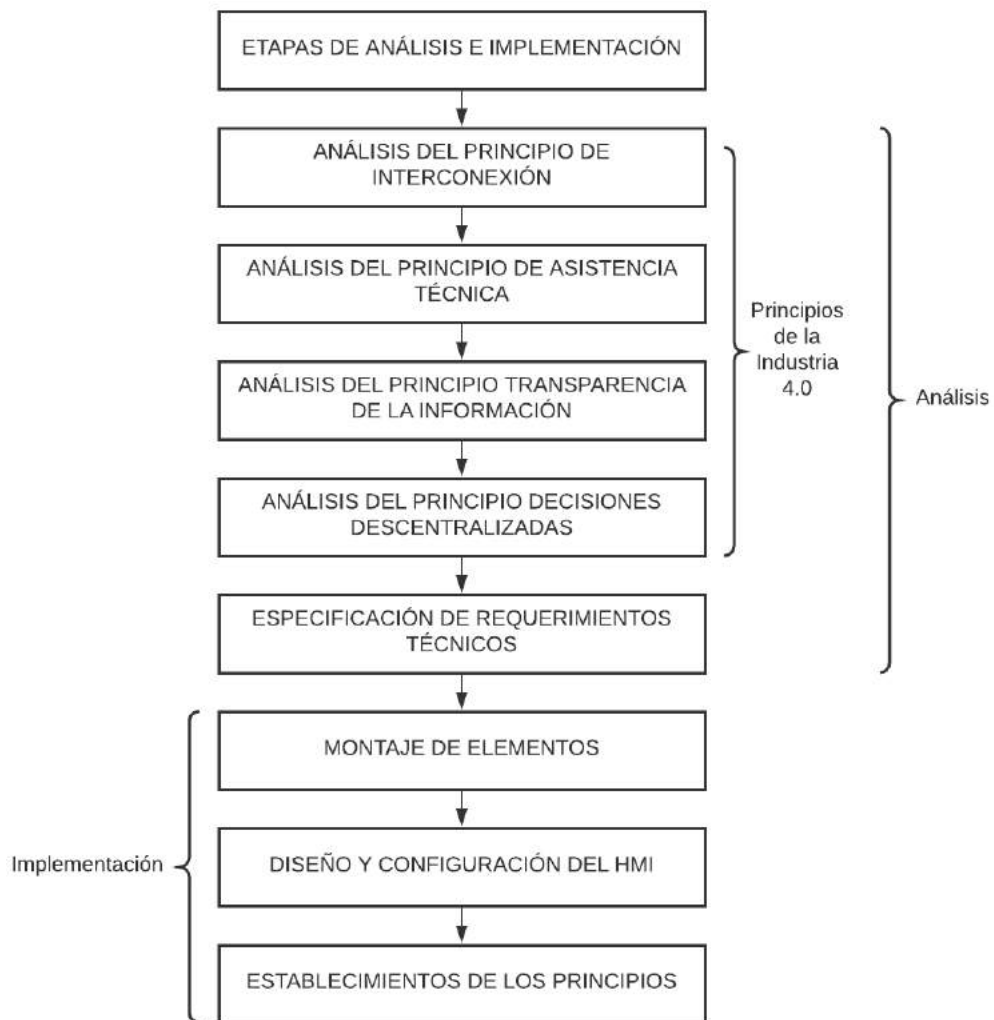 ETAPAS DE ANÁLISIS E IMPLEMENTACIÓN
ANÁLISIS DEL PRINCIPIO DE
INTERCONEXIÓN
ANÁLISIS DEL PRINCIPIO DE ASISTENCIA
TÉCNICA
ANÁLISIS DEL PRINCIPIO TRANSPARENCIA
DE LA INFORMACIÓN
ANÁLISIS DEL PRINCIPIO DECISIONES
DESCENTRALIZADAS
Principios
de la
Industria
4.0
ESPECIFICACIÓN DE REQUERIMIENTOS
TÉCNICOS
Análisis
MONTAJE DE ELEMENTOS
DISEÑO Y CONFIGURACIÓN DEL HMI
ESTABLECIMIENTOS DE LOS PRINCIPIOS
Implementación